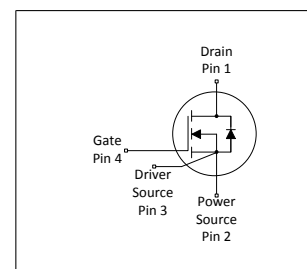 Drain
Pin 1
Gate
Pin 4
Driver
Source
Pin 3
Power
Source
Pin 2